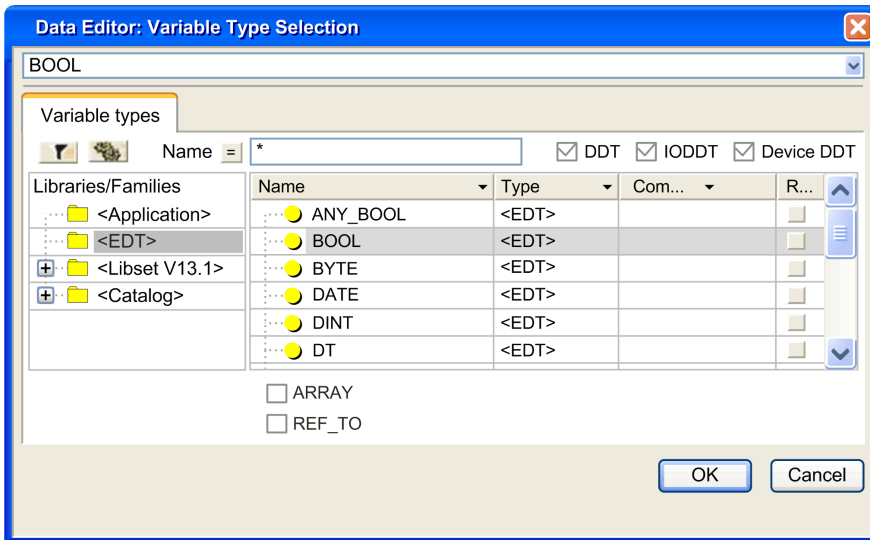 Data Editor: Variable Type Selection
BOOL
Variable types
Name = * DDT IODDT Device DDT
Libraries/Families Name Type Com... R...
<Application> ANY_BOOL <EDT>
<EDT> BOOL <EDT>
<Libset V13.1> BYTE <EDT>
<Catalog> DATE <EDT>
DINT <EDT>
DT <EDT>
ARRAY
REF_TO
OK Cancel